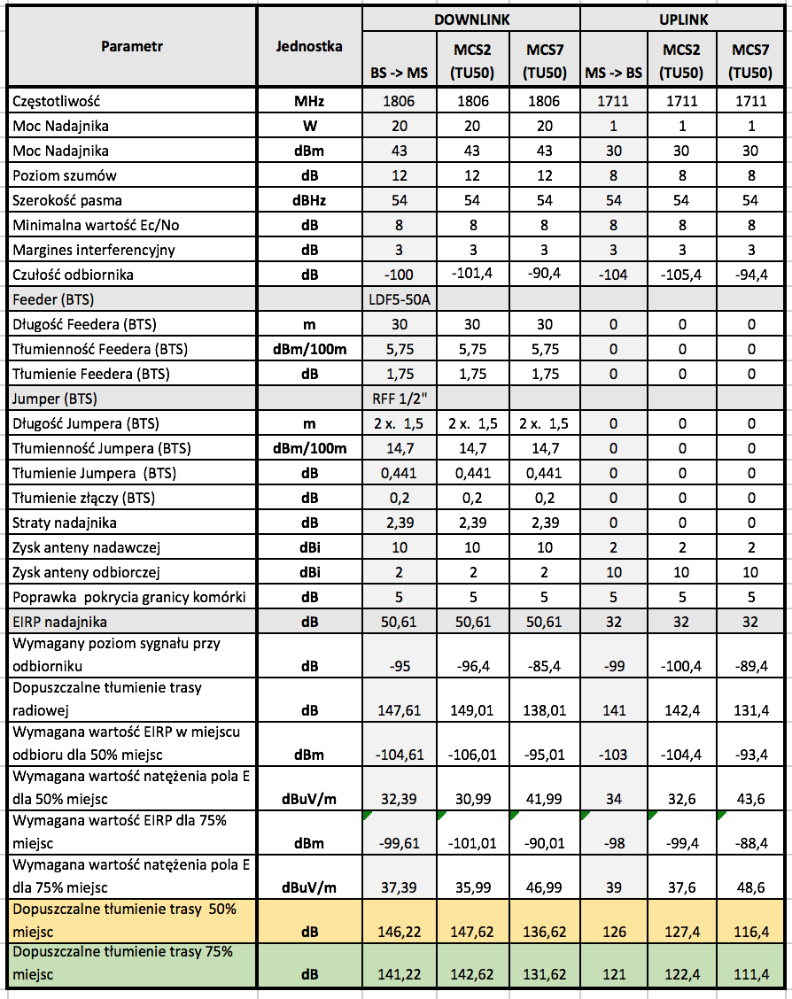 DOWNLINK UPLINK
Parametr Jednostka BS -> MS MCS2 (TU50) MCS7 (TU50) MS -> BS MCS2 (TU50) MCS7 (TU50)
Częstotliwość MHz 1806 1806 1806 1711 1711 1711
Moc Nadajnika W 20 20 20 1 1 1
Moc Nadajnika dBm 43 43 43 30 30 30
Poziom szumów dB 12 12 12 8 8 8
Szerokość pasma dBHz 54 54 54 54 54 54
Minimalna wartość Ec/No dB 8 8 8 8 8 8
Margines interferencyjny dB 3 3 3 3 3 3
Czułość odbiornika dB -100 -101,4 -90,4 -104 -105,4 -94,4
Feeder (BTS) LDF5-50A
Długość Feedera (BTS) m 30 30 30 0 0 0
Tłumienność Feedera (BTS) dBm/100m 5,75 5,75 5,75 0 0 0
Tłumienie Feedera (BTS) dB 1,75 1,75 1,75 0 0 0
Jumper (BTS) RFF 1/2"
Długość Jumpera (BTS) m 2 x. 1,5 2 x. 1,5 2 x. 1,5 0 0 0
Tłumienność Jumpera (BTS) dBm/100m 14,7 14,7 14,7 0 0 0
Tłumienie Jumpera (BTS) dB 0,441 0,441 0,441 0 0 0
Tłumienie złączy (BTS) dB 0,2 0,2 0,2 0 0 0
Straty nadajnika dB 2,39 2,39 2,39 0 0 0
Zysk anteny nadawczej dBi 10 10 10 2 2 2
Zysk anteny odbiorczej dBi 2 2 2 10 10 10
Poprawka pokrycia granicy komórki dB 5 5 5 5 5 5
EIRP nadajnika dB 50,61 50,61 50,61 32 32 32
Wymagany poziom sygnału przy
odbiorniku dB -95 -96,4 -85,4 -99 -100,4 -89,4
Dopuszczalne tłumienie trasy
radiowej dB 147,61 149,01 138,01 141 142,4 131,4
Wymagana wartość EIRP w miejscu
odbioru dla 50% miejsc dBm -104,61 -106,01 -95,01 -103 -104,4 -93,4
Wymagana wartość natężenia pola E
dla 50% miejsc dBuV/m 32,39 30,99 41,99 34 32,6 43,6
Wymagana wartość EIRP dla 75%
miejsc dBm -99,61 -101,01 -90,01 -98 -99,4 -88,4
Wymagana wartość natężenia pola E
dla 75% miejsc dBuV/m 37,39 35,99 46,99 39 37,6 48,6
Dopuszczalne tłumienie trasy 50%
miejsc dB 146,22 147,62 136,62 126 127,4 116,4
Dopuszczalne tłumienie trasy 75%
miejsc dB 141,22 142,62 131,62 121 122,4 111,4